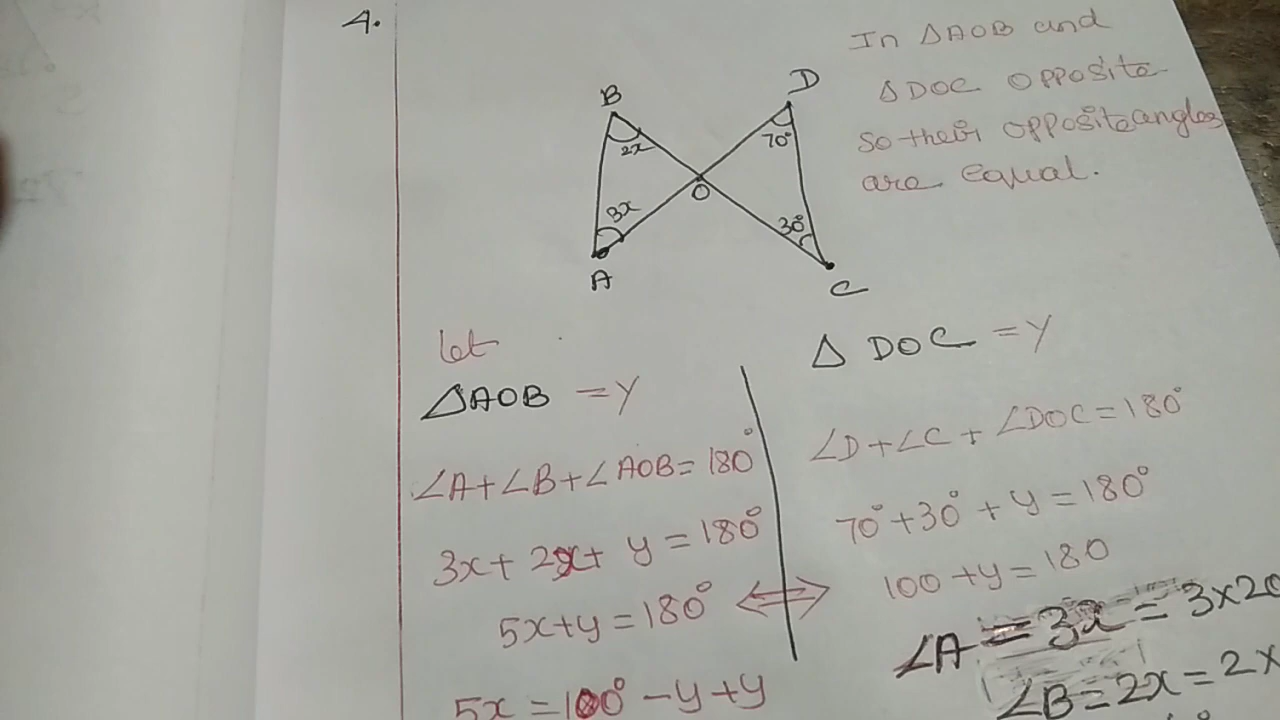 4.
In ΔAOB and
ΔDOC opposite
so their opposite angles
are equal.
B
D
2x
70°
O
3x
30°
A
C
let
ΔAOB = y
∠A+∠B+∠AOB=180°
3x+2x+ y = 180°
5x+y=180°
5x = 100° -y+y
Δ DOC = y
∠D+∠C+ ∠DOC=180°
70°+30°+y=180°
100+y=180
∠A = 3x = 3x20
∠B=2x=2x